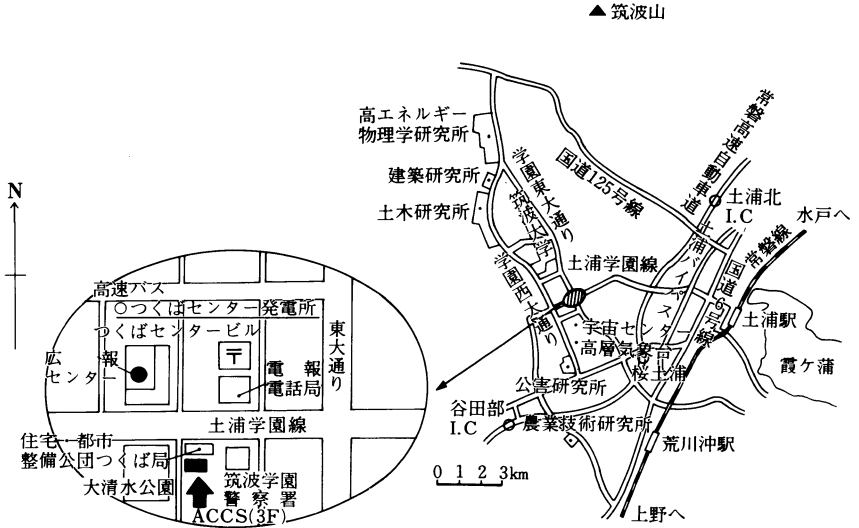 ▲筑波山
高エネルギー
物理学研究所
建築研究所
土木研究所
学園東大通り
筑波大学
国道125号線
常磐高速自動車道
土浦北
I.C
水戸へ
土浦バイパス
国道6号線
常磐線
土浦学園線
学園西大通り
宇宙センター
高層気象台
桜土浦
土浦駅
霞ケ蒲
公害研究所
谷田部
I.C
農業技術研究所
荒川沖駅
上野へ
0 1 2 3km
N
高速バス
○つくばセンター発電所
つくばセンタービル
広報
センター
〒
電報
電話局
東大通り
土浦学園線
住宅・都市
整備公団つくば局
大清水公園
筑波学園
警察署
ACCS(3F)